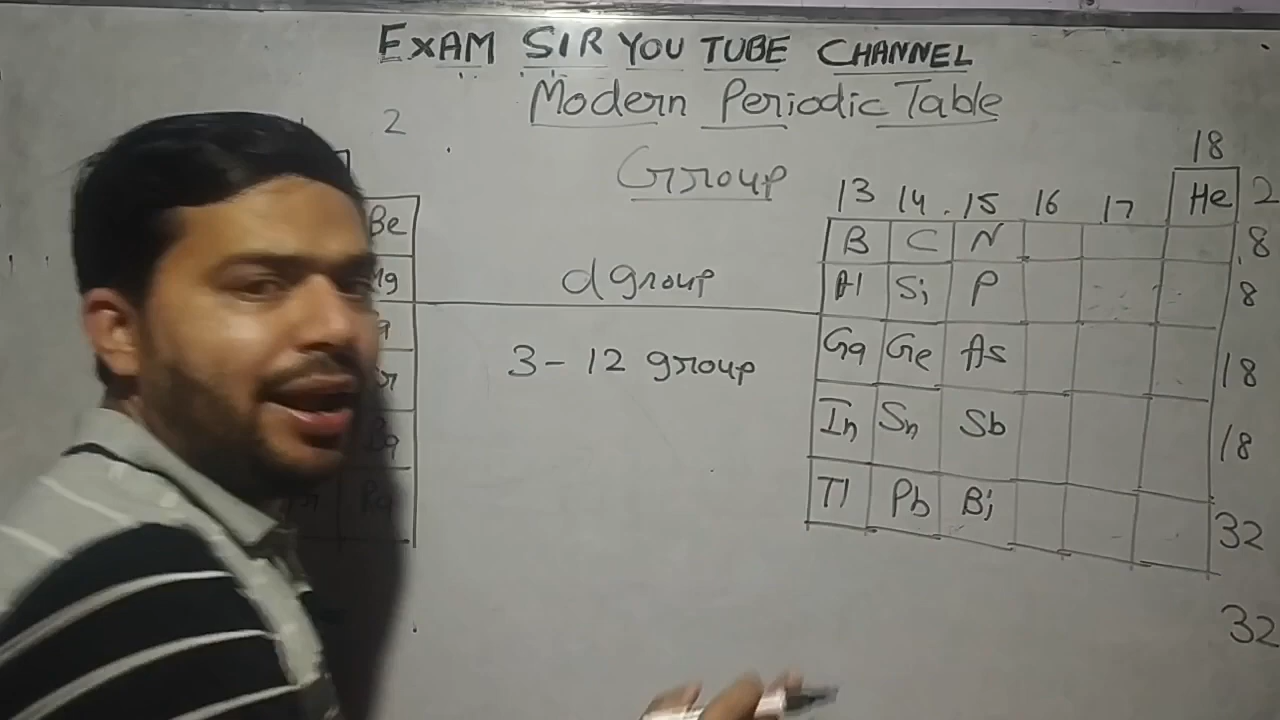 EXAM SIR YOU TUBE CHANNEL
Modern Periodic Table
2
Group
18
13 14 15 16 17
He 2
Be
B C N 8
Mg
d group
Al Si P 8
3-12 group
Ga Ge As 18
In Sn Sb 18
Ba
Tl Pb Bi 32
Ra
32